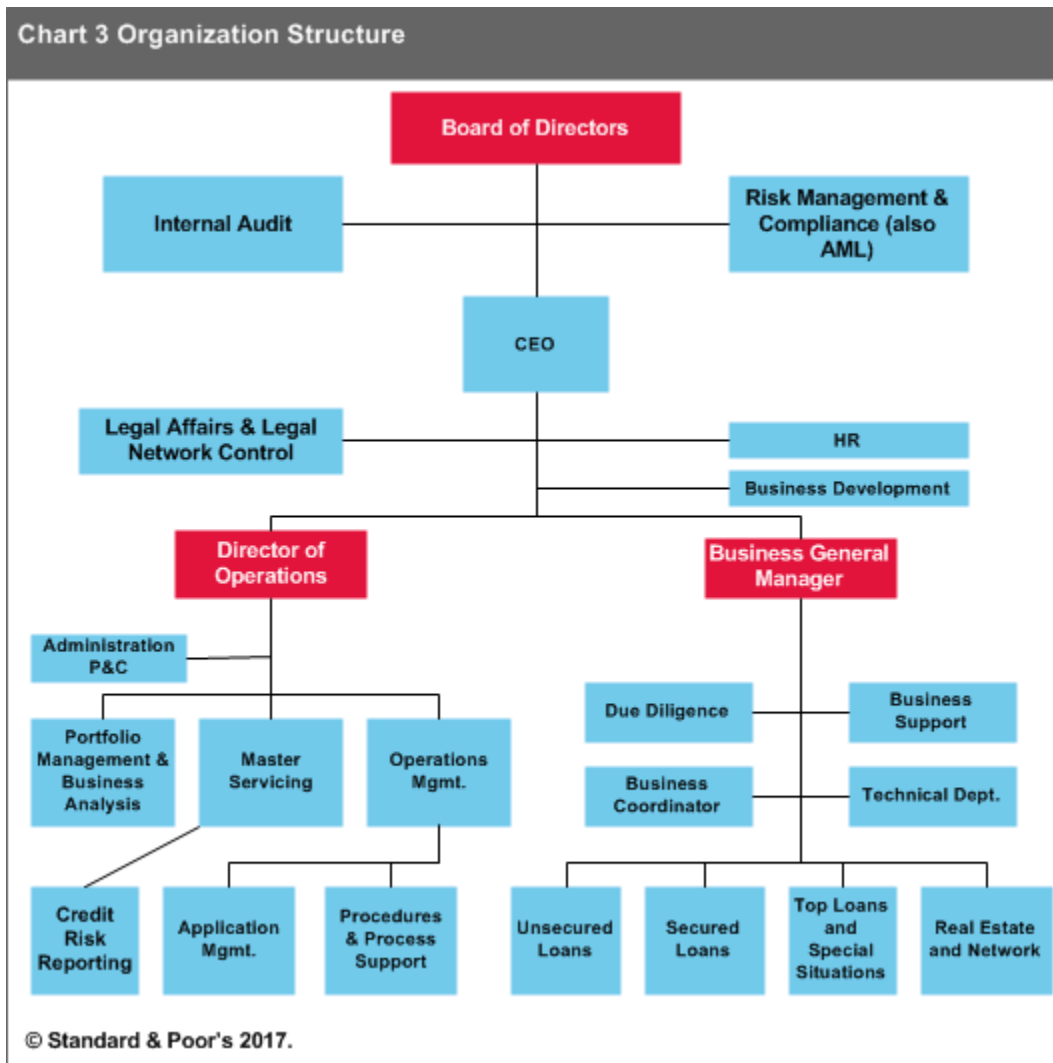 Chart 3 Organization Structure
Board of Directors
Internal Audit
Risk Management &
Compliance (also
AML)
CEO
Legal Affairs & Legal
Network Control
HR
Business Development
Director of
Operations
Business General
Manager
Administration
P&C
Portfolio
Management &
Business
Analysis
Master
Servicing
Operations
Mgmt.
Due Diligence
Business
Support
Business
Coordinator
Technical Dept.
Credit
Risk
Reporting
Application
Mgmt.
Procedures
& Process
Support
Unsecured
Loans
Secured
Loans
Top Loans
and
Special
Situations
Real Estate
and Network
© Standard & Poor's 2017.